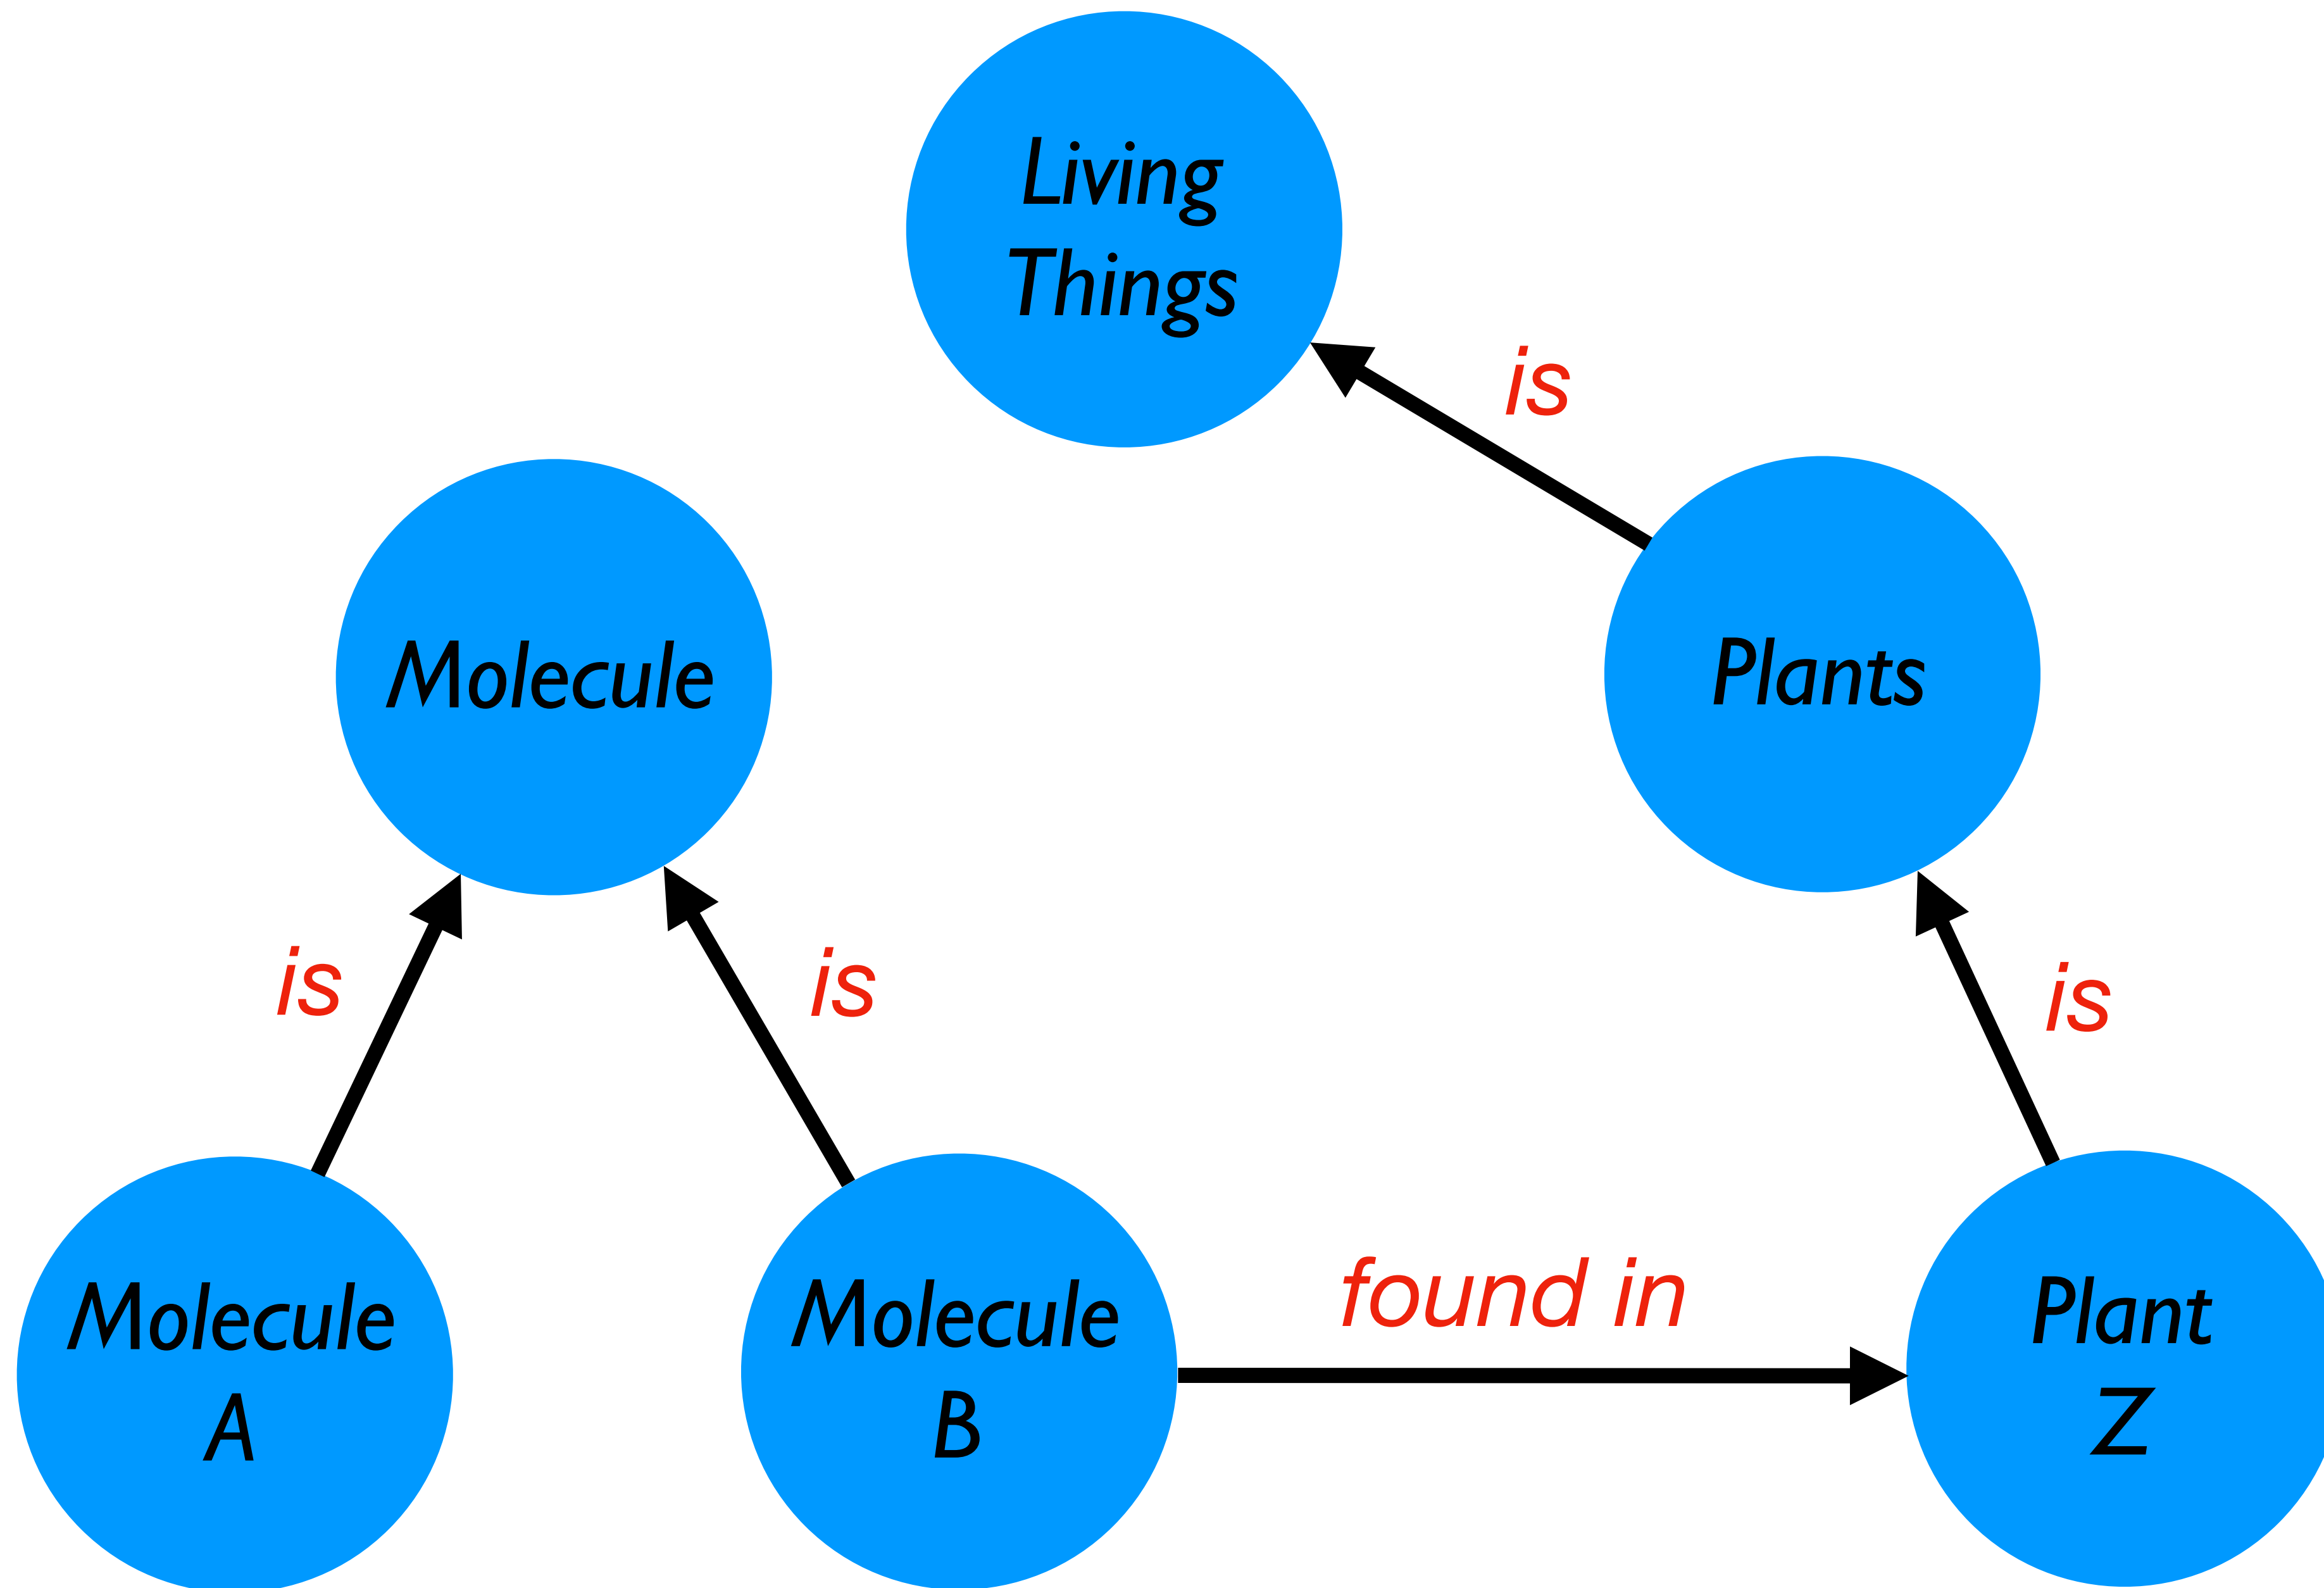 Living
Things
is
Molecule
Plants
is
is
is
Molecule
A
Molecule
B
found in
Plant
Z